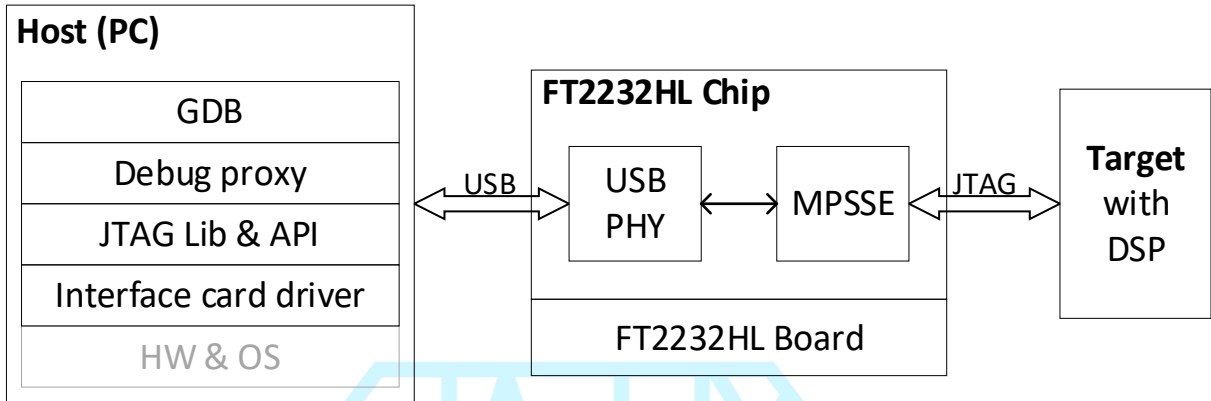 Host (PC)
GDB
Debug proxy
JTAG Lib & API
Interface card driver
HW & OS
USB
FT2232HL Chip
USB
PHY
MPSSE
FT2232HL Board
JTAG
Target
with
DSP